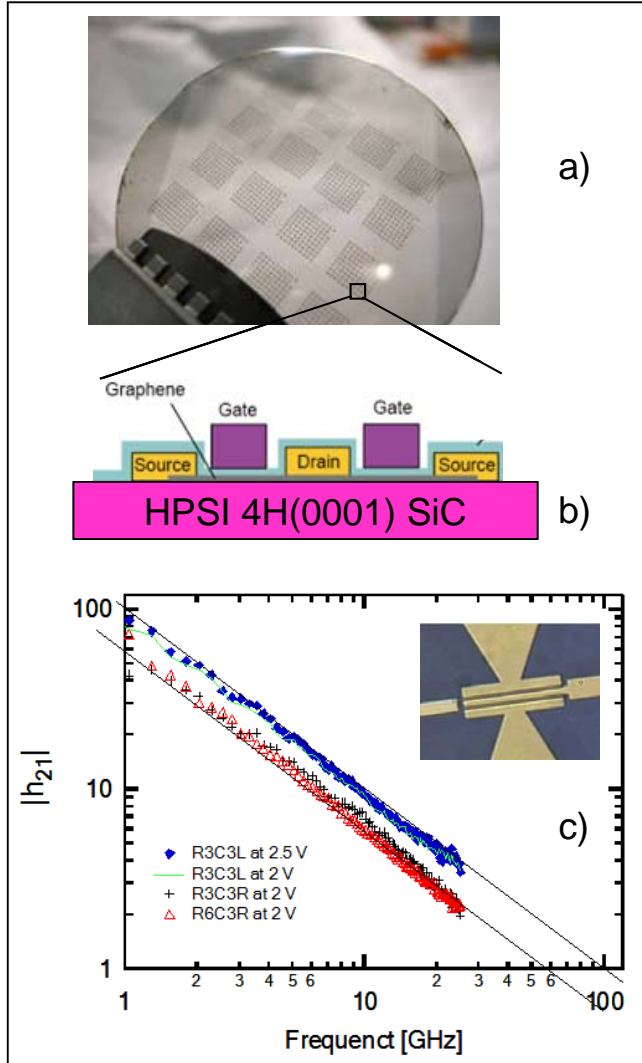 a)
Graphene
Gate Gate
Source Drain Source
HPSI 4H(0001) SiC
b)
100
10
1
|h21|
c)
R3C3L at 2.5 V
R3C3L at 2 V
R3C3R at 2 V
R6C3R at 2 V
1 2 3 4 5 6 10 2 3 4 5 6 100
Frequenct [GHz]